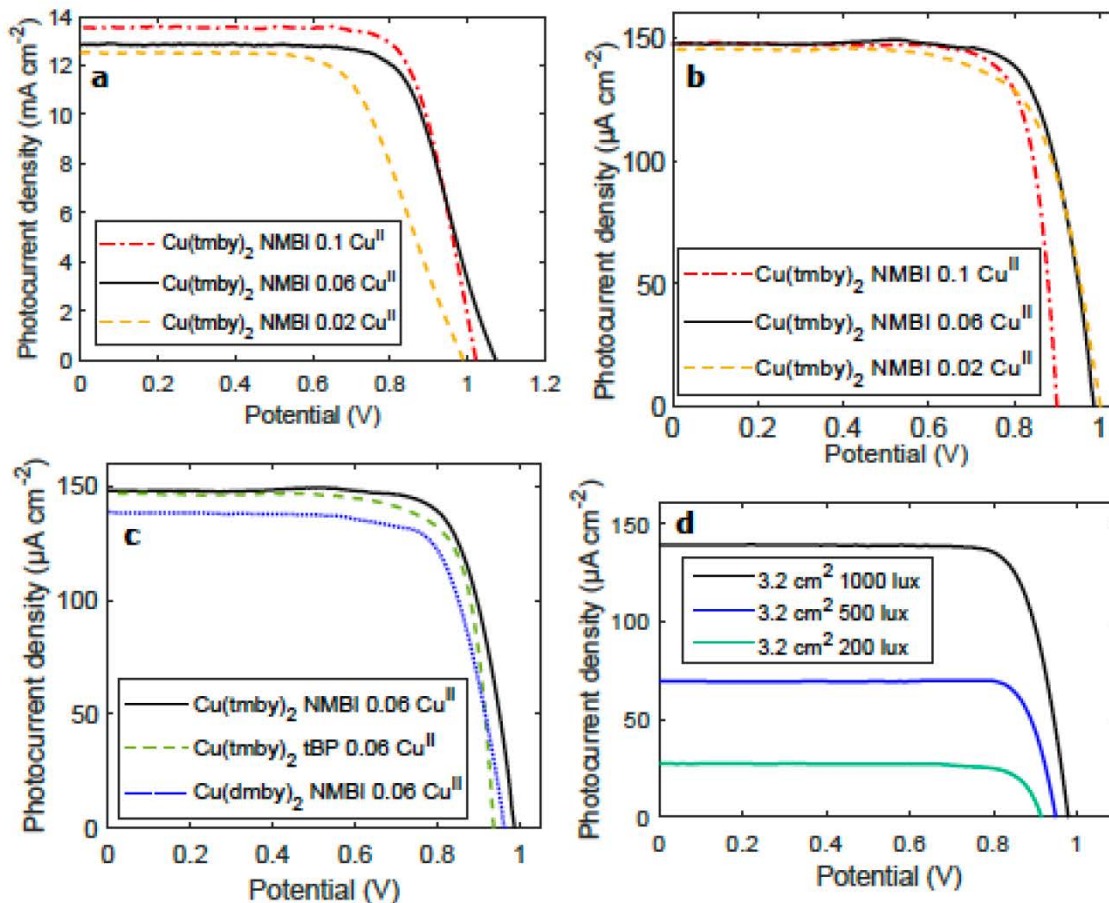 a
Photocurrent density (mA cm⁻²)
14
12
10
8
6
4
2
0
Cu(tmby)₂ NMBI 0.1 Cuᴵᴵ
Cu(tmby)₂ NMBI 0.06 Cuᴵᴵ
Cu(tmby)₂ NMBI 0.02 Cuᴵᴵ
0 0.2 0.4 0.6 0.8 1 1.2
Potential (V)
b
Photocurrent density (µA cm⁻²)
150
100
50
0
Cu(tmby)₂ NMBI 0.1 Cuᴵᴵ
Cu(tmby)₂ NMBI 0.06 Cuᴵᴵ
Cu(tmby)₂ NMBI 0.02 Cuᴵᴵ
0 0.2 0.4 0.6 0.8 1
Potential (V)
c
Photocurrent density (µA cm⁻²)
150
100
50
0
Cu(tmby)₂ NMBI 0.06 Cuᴵᴵ
Cu(tmby)₂ tBP 0.06 Cuᴵᴵ
Cu(dmby)₂ NMBI 0.06 Cuᴵᴵ
0 0.2 0.4 0.6 0.8 1
Potential (V)
d
Photocurrent density (µA cm⁻²)
150
100
50
0
3.2 cm² 1000 lux
3.2 cm² 500 lux
3.2 cm² 200 lux
0 0.2 0.4 0.6 0.8 1
Potential (V)